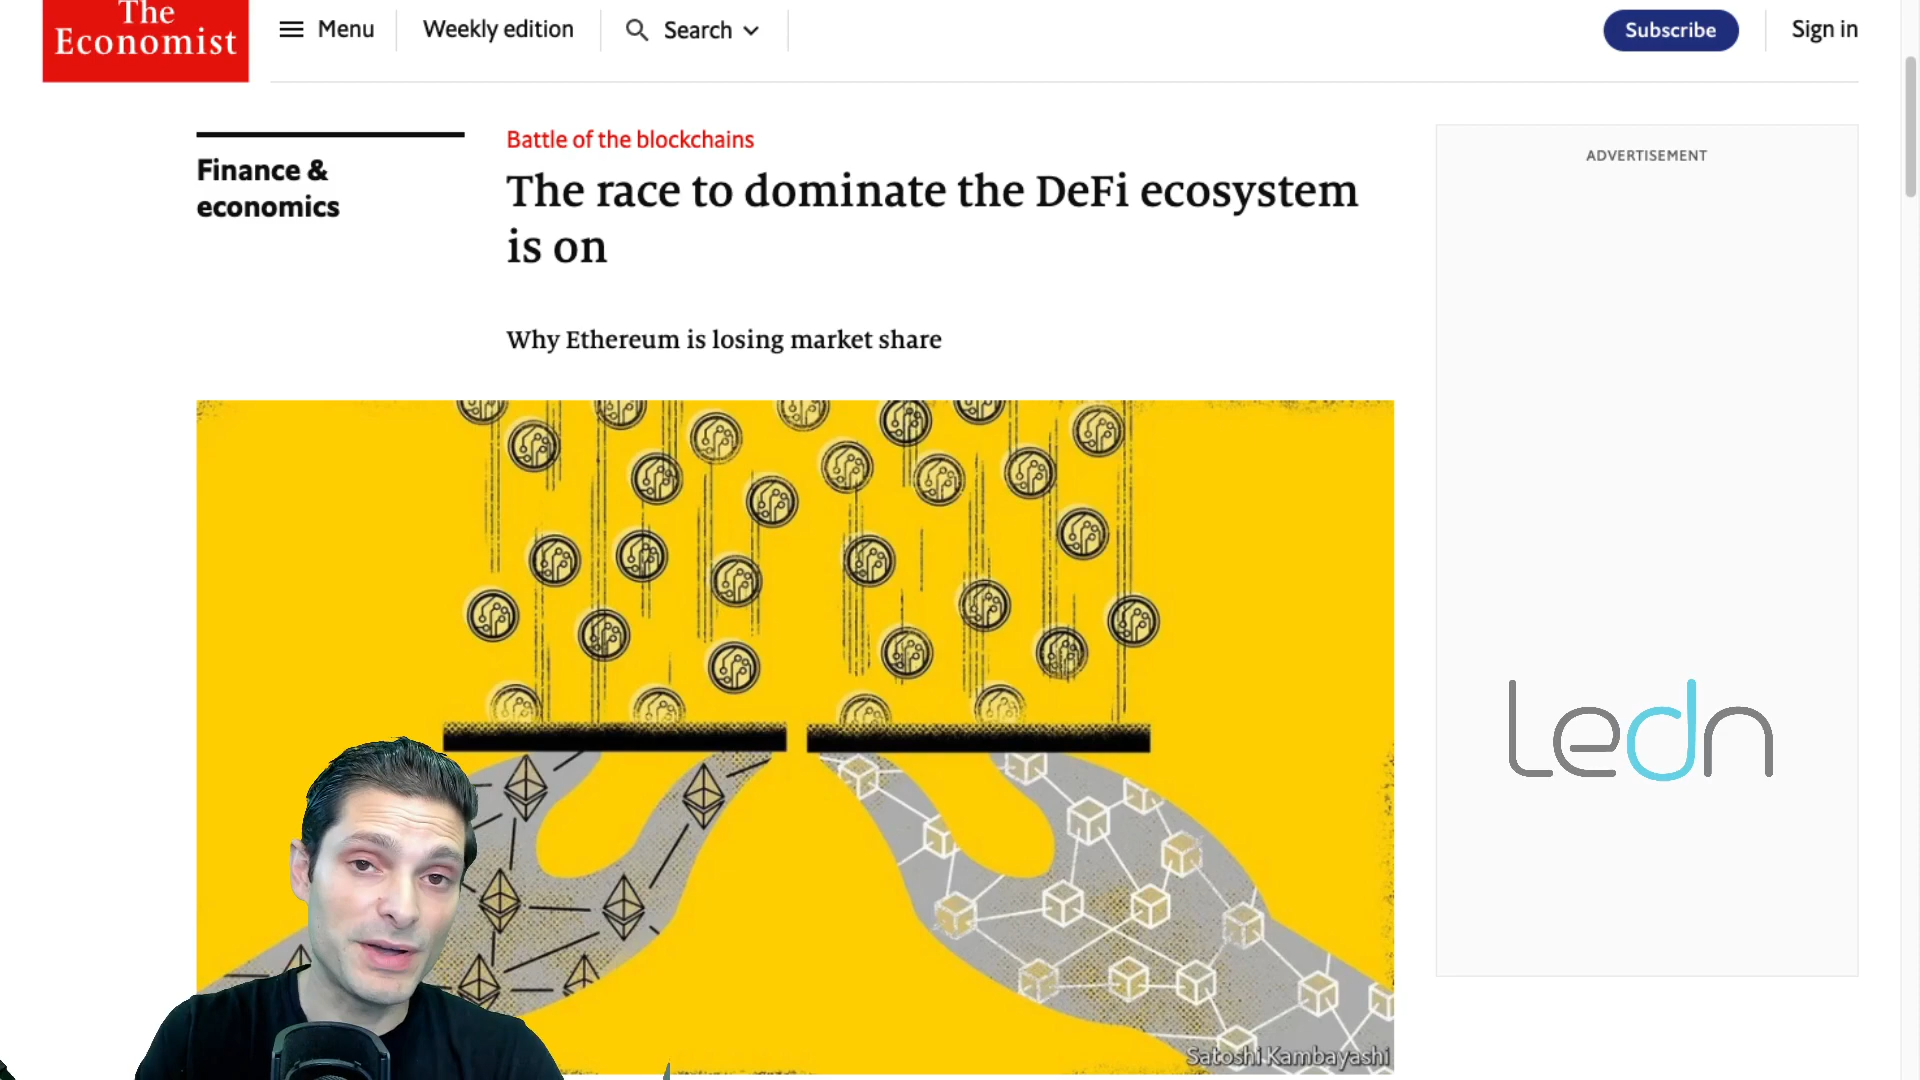 The
Economist
Menu
Weekly edition
Search
Subscribe
Sign in
Finance &
economics
Battle of the blockchains
The race to dominate the DeFi ecosystem
is on
Why Ethereum is losing market share
ADVERTISEMENT
ledn
Satoshi Kambayashi